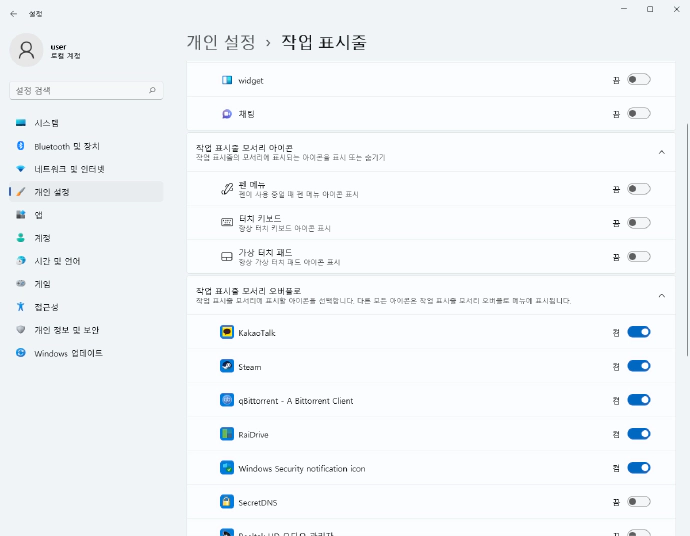 설정
user
로컬 계정
설정 검색
시스템
Bluetooth 및 장치
네트워크 및 인터넷
개인 설정
앱
계정
시간 및 언어
게임
접근성
개인 정보 및 보안
Windows 업데이트
개인 설정 › 작업 표시줄
widget 끔
채팅 끔
작업 표시줄 모서리 아이콘
작업 표시줄의 모서리에 표시되는 아이콘을 표시 또는 숨기기
펜 메뉴 끔
펜이 사용 중일 때 펜 메뉴 아이콘 표시
터치 키보드 끔
항상 터치 키보드 아이콘 표시
가상 터치 패드 끔
항상 가상 터치 패드 아이콘 표시
작업 표시줄 모서리 오버플로
작업 표시줄 모서리에 표시할 아이콘을 선택합니다. 다른 모든 아이콘은 작업 표시줄 모서리 오버플로 메뉴에 표시됩니다.
KakaoTalk 켬
Steam 켬
qBittorrent - A Bittorrent Client 켬
RaiDrive 켬
Windows Security notification icon 켬
SecretDNS 끔
Realtek HD 오디오 관리자